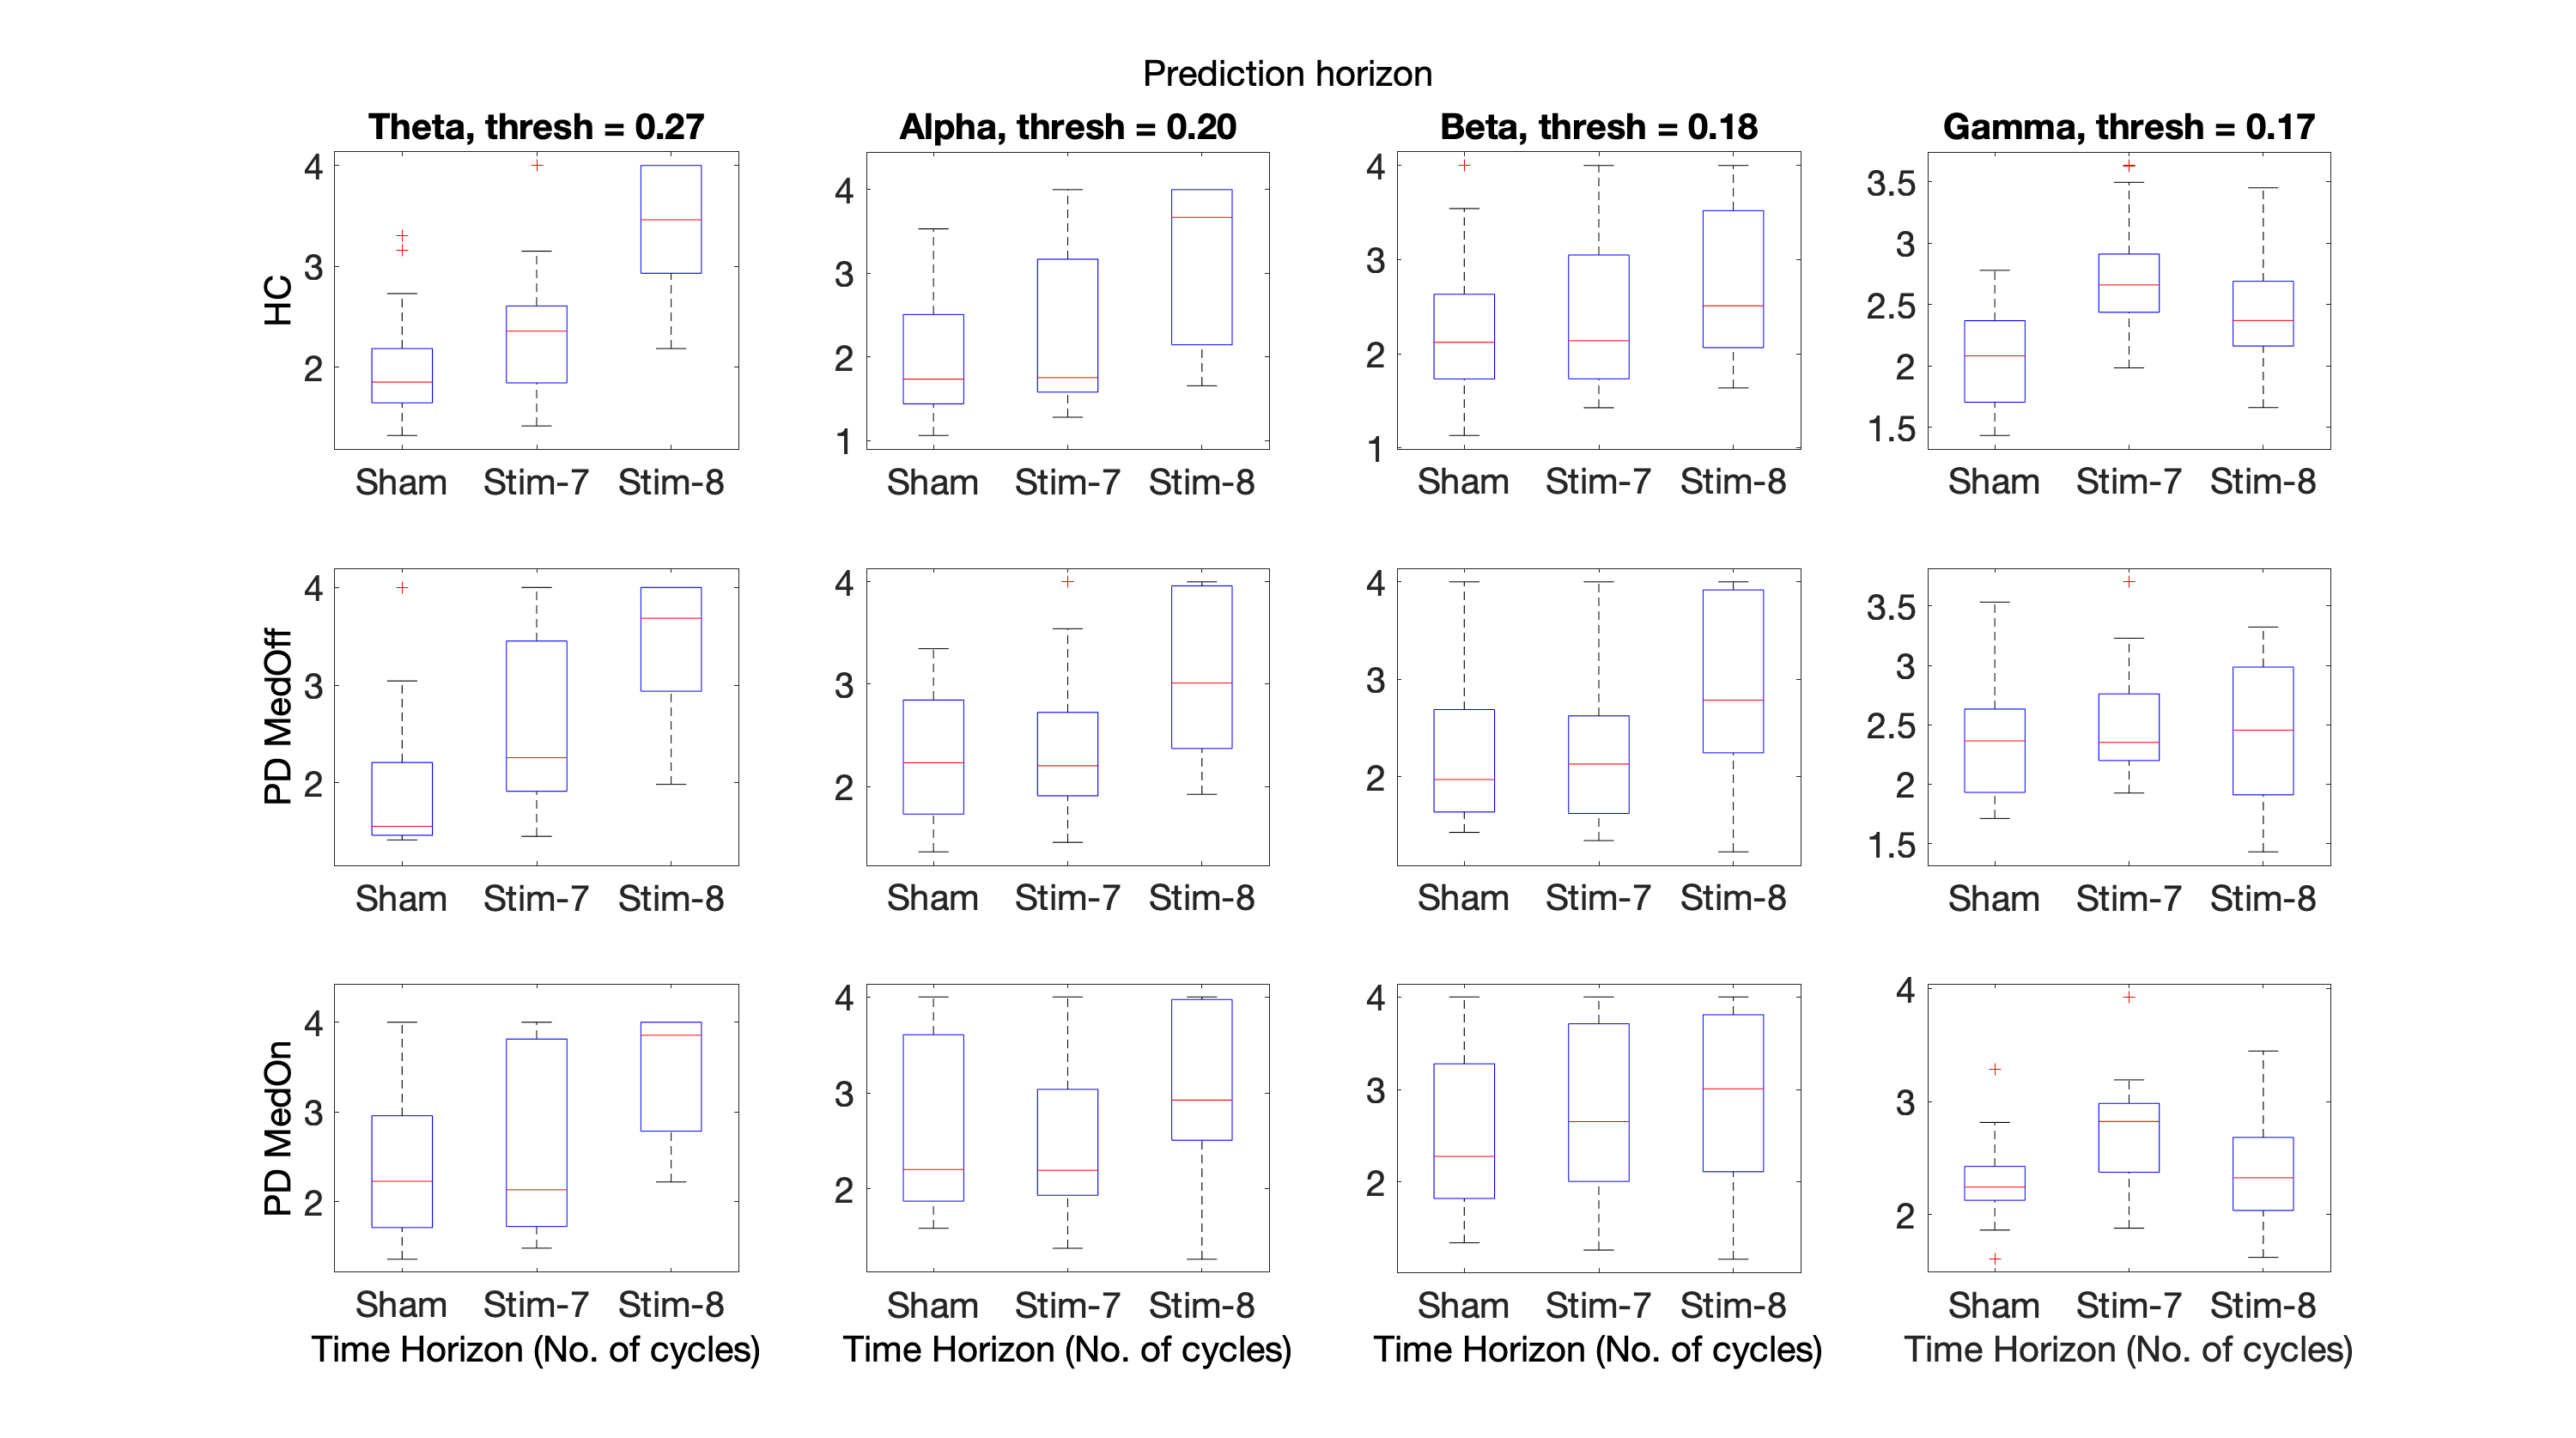 Prediction horizon
Theta, thresh = 0.27
Alpha, thresh = 0.20
Beta, thresh = 0.18
Gamma, thresh = 0.17
HC
4
3
2
Sham Stim-7 Stim-8
4
3
2
1
Sham Stim-7 Stim-8
4
3
2
1
Sham Stim-7 Stim-8
3.5
3
2.5
2
1.5
Sham Stim-7 Stim-8
PD MedOff
4
3
2
Sham Stim-7 Stim-8
4
3
2
Sham Stim-7 Stim-8
4
3
2
Sham Stim-7 Stim-8
3.5
3
2.5
2
1.5
Sham Stim-7 Stim-8
PD MedOn
4
3
2
Sham Stim-7 Stim-8
Time Horizon (No. of cycles)
4
3
2
Sham Stim-7 Stim-8
Time Horizon (No. of cycles)
4
3
2
Sham Stim-7 Stim-8
Time Horizon (No. of cycles)
4
3
2
Sham Stim-7 Stim-8
Time Horizon (No. of cycles)